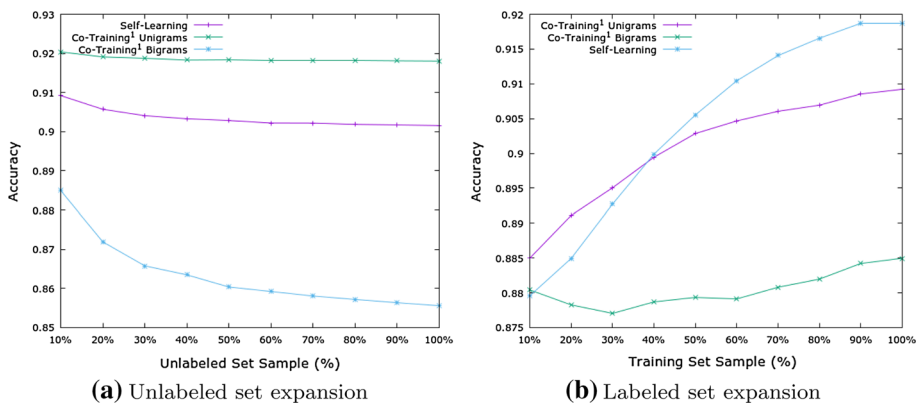 0.93
0.92
0.91
0.9
0.89
0.88
0.87
0.86
0.85
Accuracy
Self-Learning
Co-Training¹ Unigrams
Co-Training¹ Bigrams
10% 20% 30% 40% 50% 60% 70% 80% 90% 100%
Unlabeled Set Sample (%)
(a) Unlabeled set expansion
0.92
0.915
0.91
0.905
0.9
0.895
0.89
0.885
0.88
0.875
Accuracy
Co-Training¹ Unigrams
Co-Training¹ Bigrams
Self-Learning
10% 20% 30% 40% 50% 60% 70% 80% 90% 100%
Training Set Sample (%)
(b) Labeled set expansion